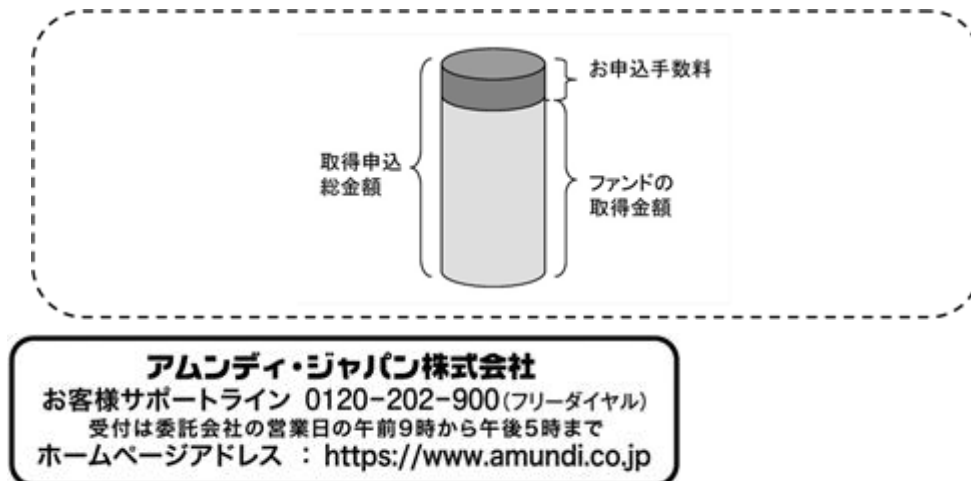 お申込手数料
取得申込
総金額
ファンドの
取得金額
アムンディ・ジャパン株式会社
お客様サポートライン 0120-202-900(フリーダイヤル)
受付は委託会社の営業日の午前9時から午後5時まで
ホームページアドレス : https://www.amundi.co.jp